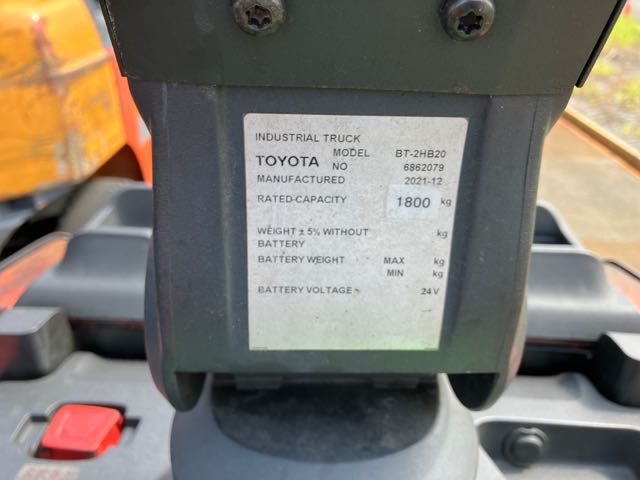 INDUSTRIAL TRUCK
TOYOTA MODEL BT-2HB20
NO 6862079
MANUFACTURED 2021-12
RATED CAPACITY 1800 kg
WEIGHT ± 5% WITHOUT BATTERY kg
BATTERY WEIGHT MAX kg
MIN kg
BATTERY VOLTAGE 24 V